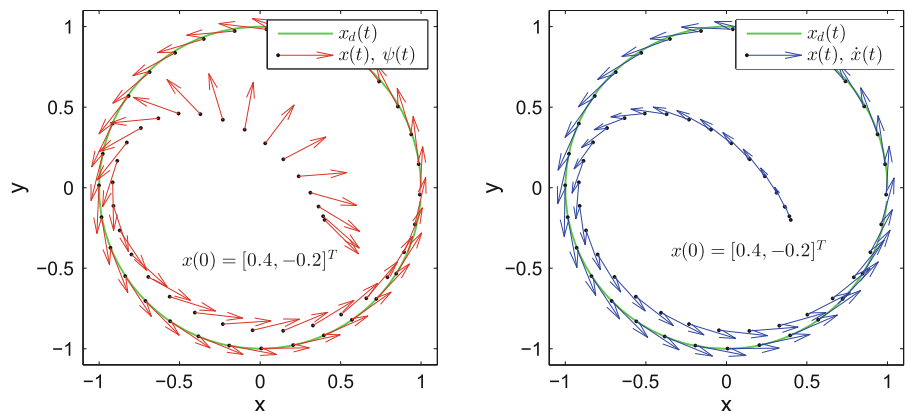 1
0.5
0
−0.5
−1
y
−1
−0.5
0
0.5
1
x
x_d(t)
x(t), ψ(t)
x(0) = [0.4, −0.2]^T
1
0.5
0
−0.5
−1
y
−1
−0.5
0
0.5
1
x
x_d(t)
x(t), ẋ(t)
x(0) = [0.4, −0.2]^T